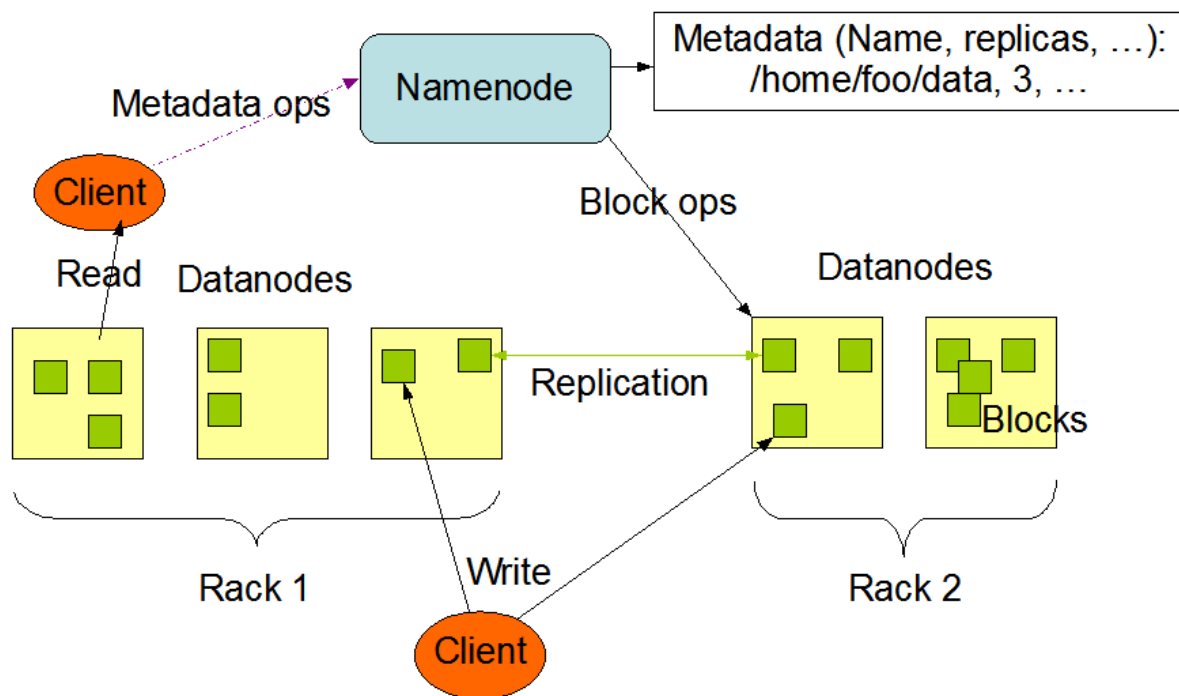 Metadata (Name, replicas, …):
/home/foo/data, 3, …
Namenode
Metadata ops
Client
Block ops
Read
Datanodes
Datanodes
Replication
Blocks
Rack 1
Write
Rack 2
Client